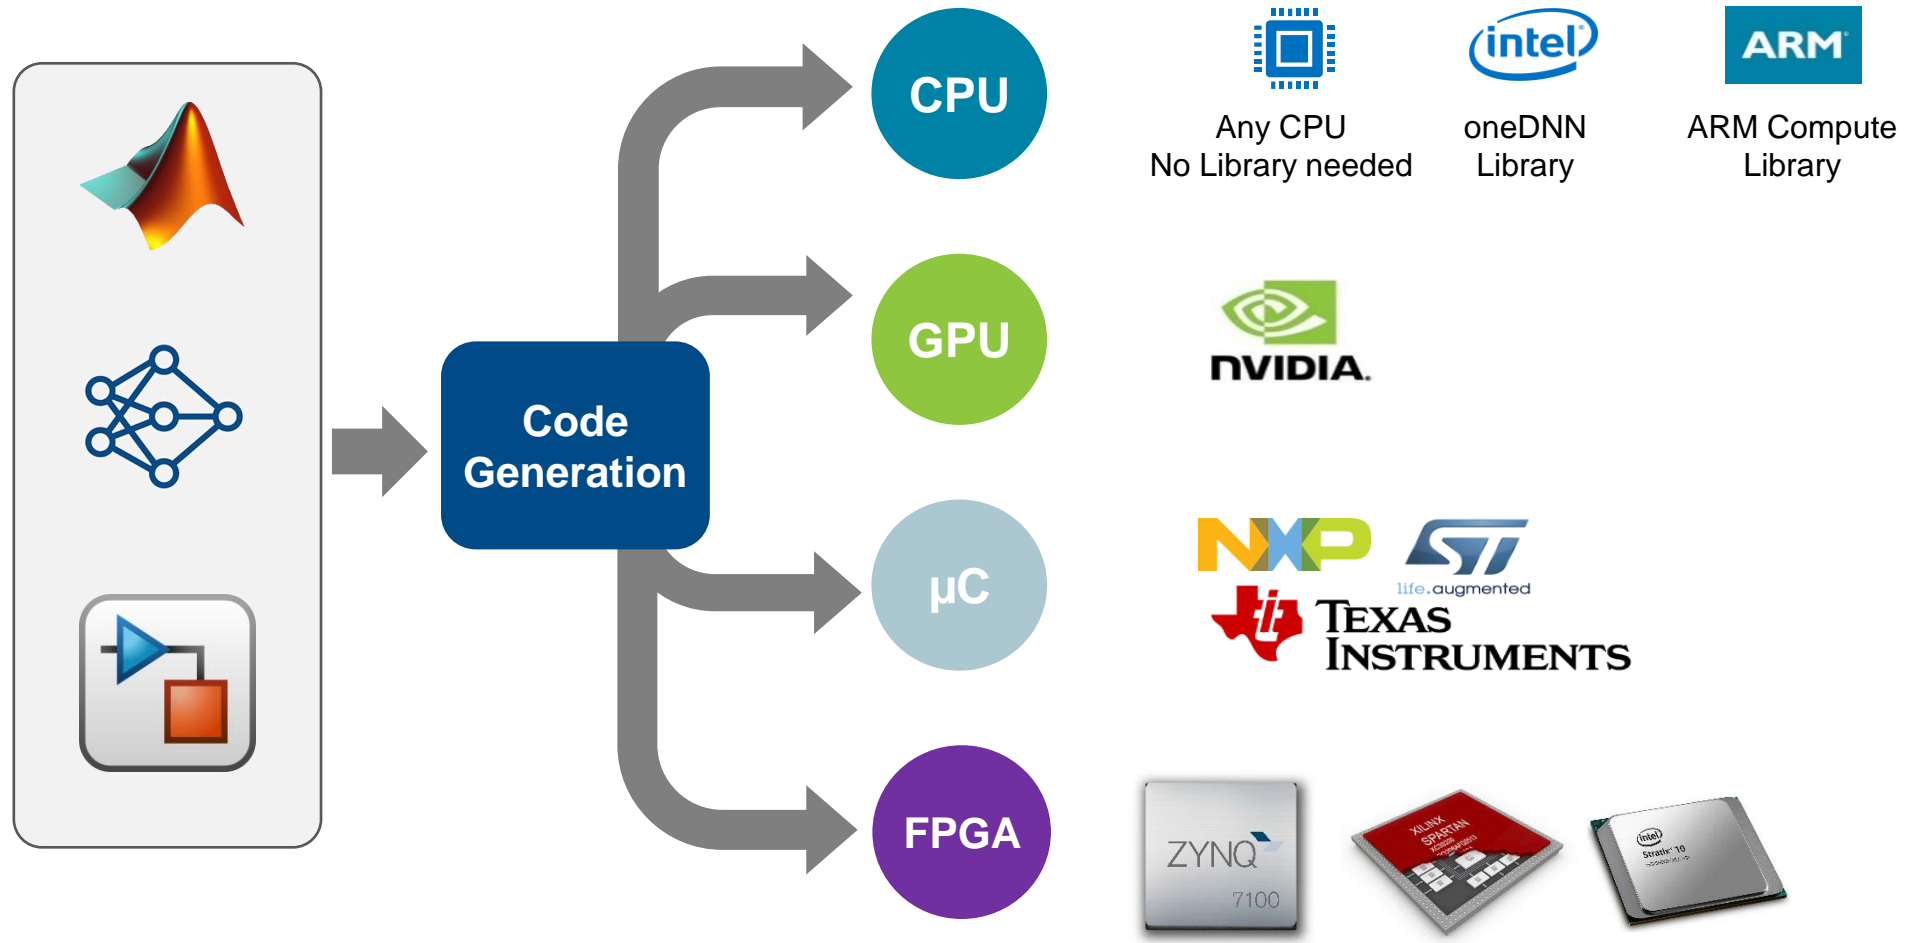 CPU
intel
ARM
Any CPU
No Library needed
oneDNN
Library
ARM Compute
Library
GPU
NVIDIA.
Code
Generation
µC
NXP
ST
life.augmented
TEXAS
INSTRUMENTS
FPGA
ZYNQ
7100
XILINX
SPARTAN
intel
Stratix® 10